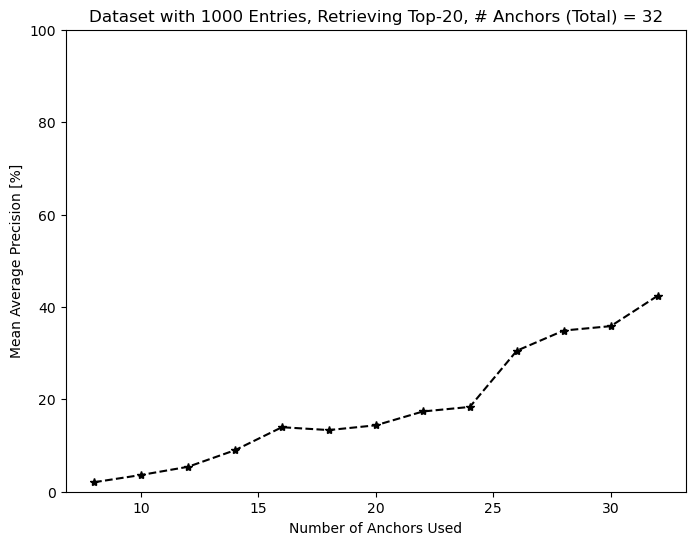 Dataset with 1000 Entries, Retrieving Top-20, # Anchors (Total) = 32
100
80
60
40
20
0
Mean Average Precision [%]
10 15 20 25 30
Number of Anchors Used